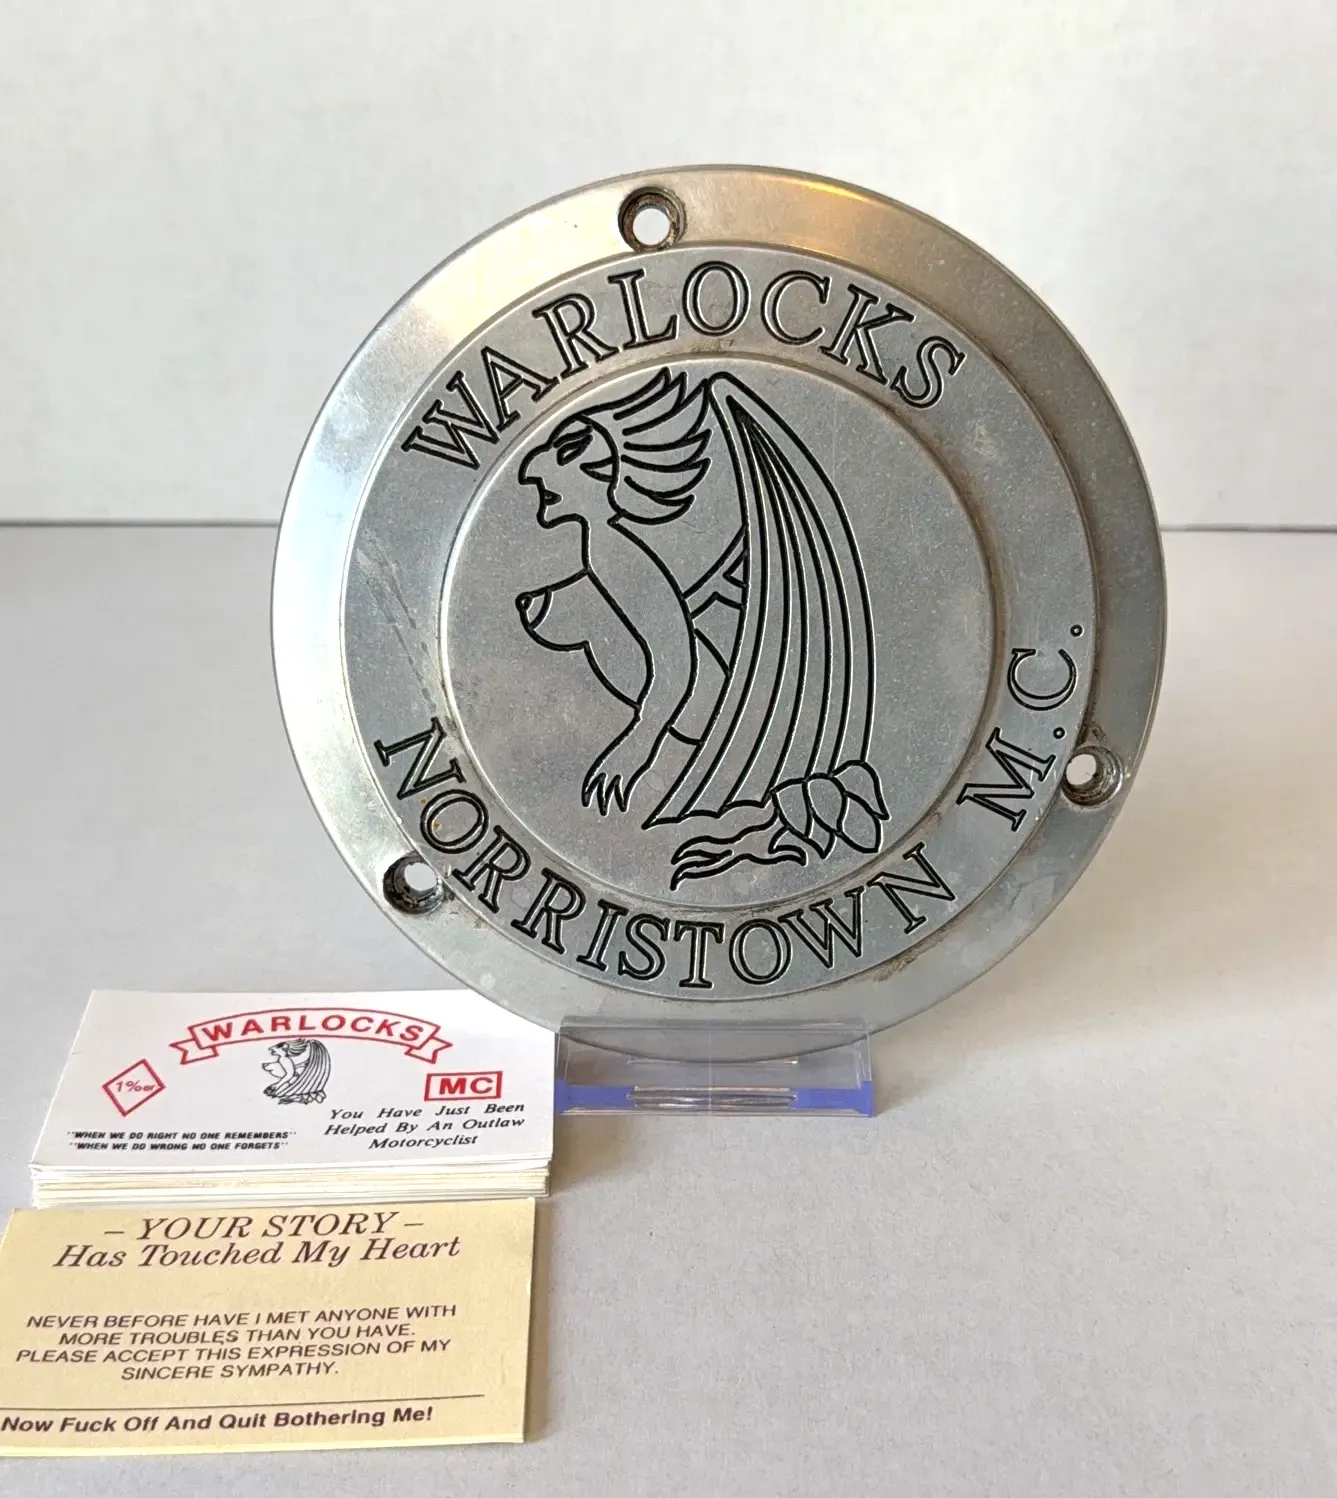 WARLOCKS
NORRISTOWN M.C.
WARLOCKS
1%er
MC
You Have Just Been
Helped By An Outlaw
Motorcyclist
"WHEN WE DO RIGHT NO ONE REMEMBERS"
"WHEN WE DO WRONG NO ONE FORGETS"
– YOUR STORY –
Has Touched My Heart
NEVER BEFORE HAVE I MET ANYONE WITH
MORE TROUBLES THAN YOU HAVE.
PLEASE ACCEPT THIS EXPRESSION OF MY
SINCERE SYMPATHY.
Now Fuck Off And Quit Bothering Me!